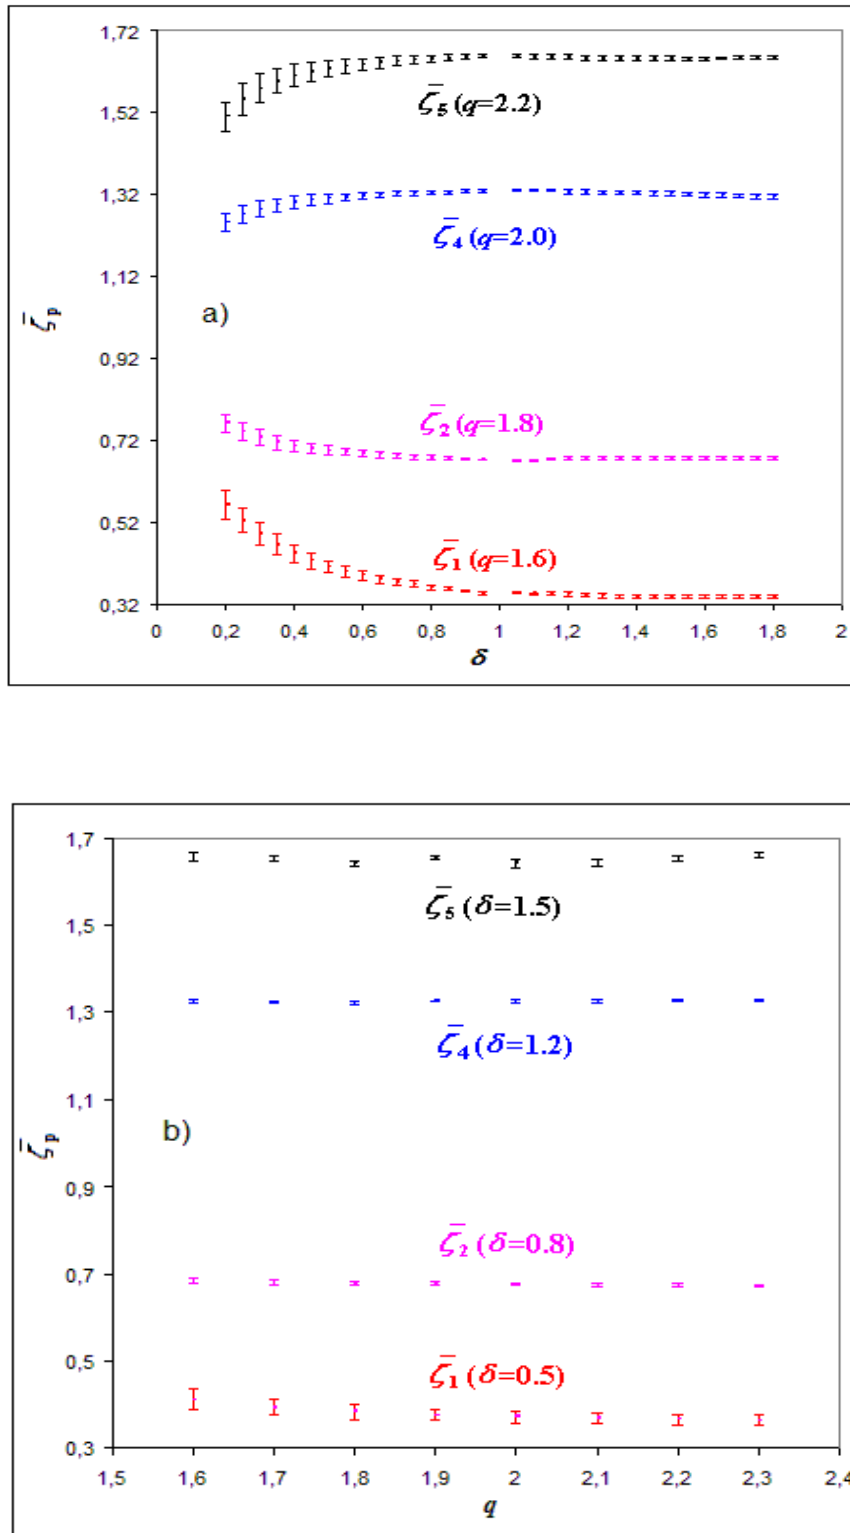 1,72
1,52
1,32
1,12
0,92
0,72
0,52
0,32
ζ̄p
a)
ζ̄5 (q=2.2)
ζ̄4 (q=2.0)
ζ̄2 (q=1.8)
ζ̄1 (q=1.6)
0 0,2 0,4 0,6 0,8 1 1,2 1,4 1,6 1,8 2
δ
1,7
1,5
1,3
1,1
0,9
0,7
0,5
0,3
ζ̄p
b)
ζ̄5 (δ=1.5)
ζ̄4 (δ=1.2)
ζ̄2 (δ=0.8)
ζ̄1 (δ=0.5)
1,5 1,6 1,7 1,8 1,9 2 2,1 2,2 2,3 2,4
q